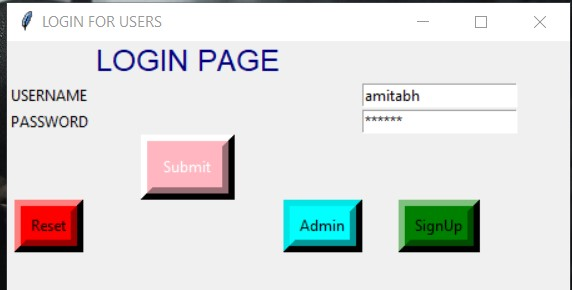 LOGIN FOR USERS
LOGIN PAGE
USERNAME amitabh
PASSWORD ******
Submit
Reset Admin SignUp